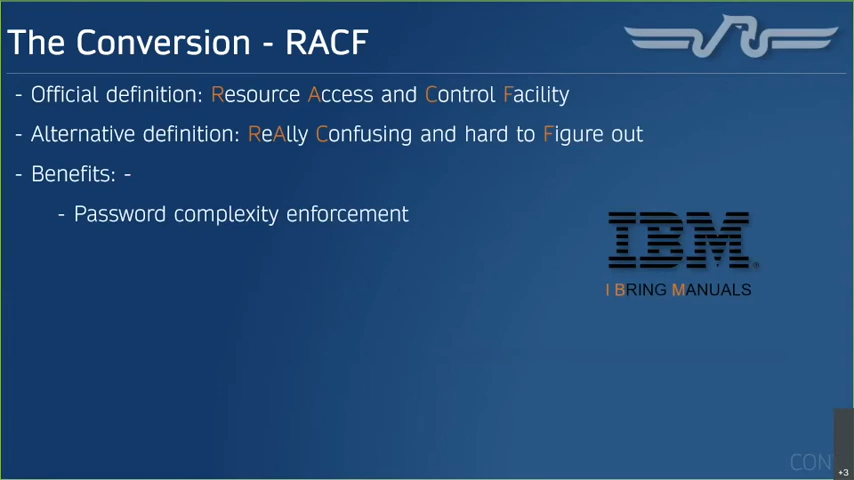 The Conversion - RACF
- Official definition: Resource Access and Control Facility
- Alternative definition: ReAlly Confusing and hard to Figure out
- Benefits: -
- Password complexity enforcement
IBM®
I BRING MANUALS
CON
+3